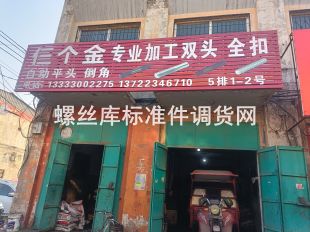 仨个金 专业加工双头 全扣
自动平头 倒角
13333002275 13722346710 5排1-2号
螺丝库标准件调货网